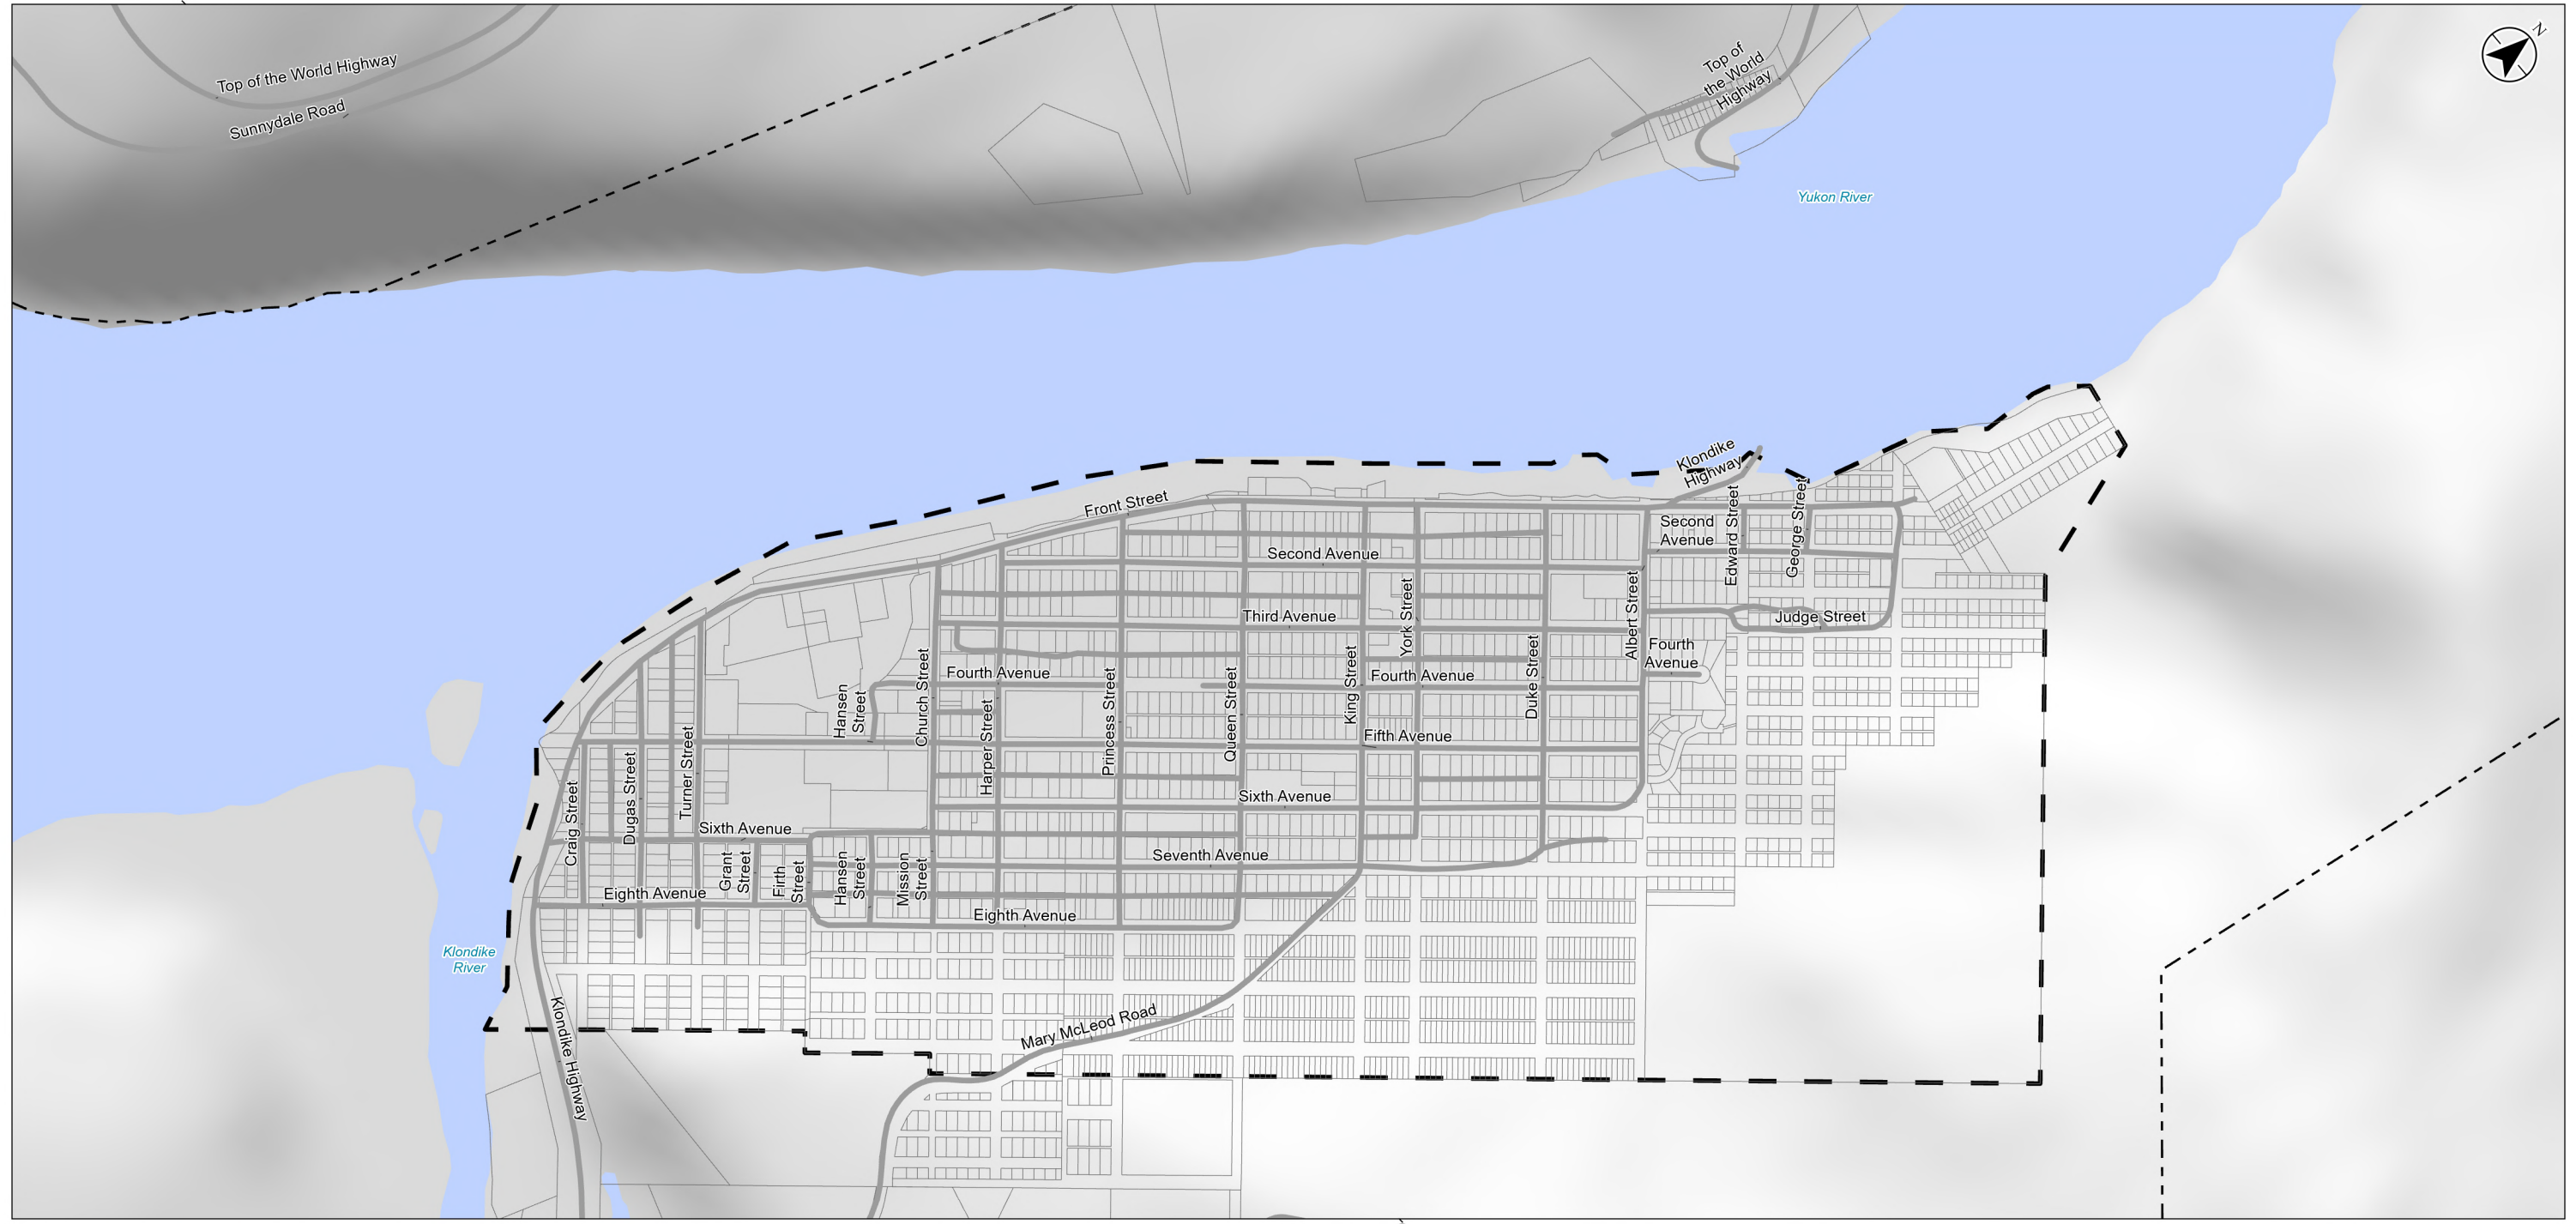 N
Top of the World Highway
Sunnydale Road
Top of
the World
Highway
Yukon River
Klondike
Highway
Front Street
Second
Avenue
Edward Street
George Street
Second Avenue
Third Avenue
York Street
Albert Street
Judge Street
Fourth
Avenue
Fourth Avenue
Fourth Avenue
Hansen
Street
Church Street
Harper Street
Princess Street
Queen Street
King Street
Duke Street
Fifth Avenue
Craig Street
Dugas Street
Turner Street
Sixth Avenue
Sixth Avenue
Seventh Avenue
Grant
Street
Firth
Street
Hansen
Street
Mission
Street
Eighth Avenue
Eighth Avenue
Klondike
River
Klondike Highway
Mary McLeod Road